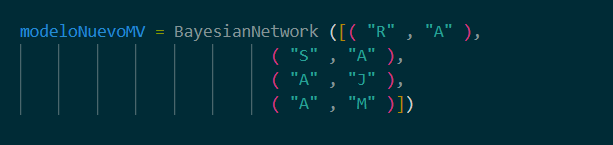 modeloNuevoMV = BayesianNetwork ([( "R" , "A" ),
( "S" , "A" ),
( "A" , "J" ),
( "A" , "M" )])